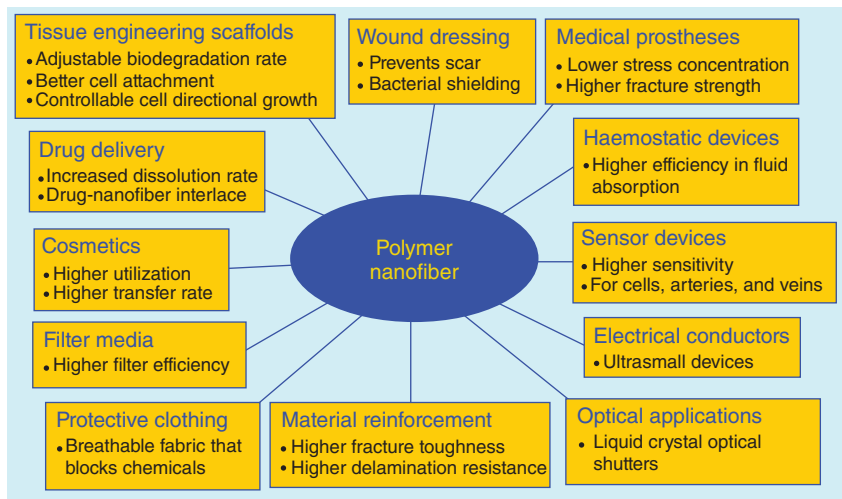 Tissue engineering scaffolds
• Adjustable biodegradation rate
• Better cell attachment
• Controllable cell directional growth
Wound dressing
• Prevents scar
• Bacterial shielding
Medical prostheses
• Lower stress concentration
• Higher fracture strength
Drug delivery
• Increased dissolution rate
• Drug-nanofiber interlace
Haemostatic devices
• Higher efficiency in fluid
absorption
Cosmetics
• Higher utilization
• Higher transfer rate
Polymer
nanofiber
Sensor devices
• Higher sensitivity
• For cells, arteries, and veins
Filter media
• Higher filter efficiency
Electrical conductors
• Ultrasmall devices
Protective clothing
• Breathable fabric that
blocks chemicals
Material reinforcement
• Higher fracture toughness
• Higher delamination resistance
Optical applications
• Liquid crystal optical
shutters